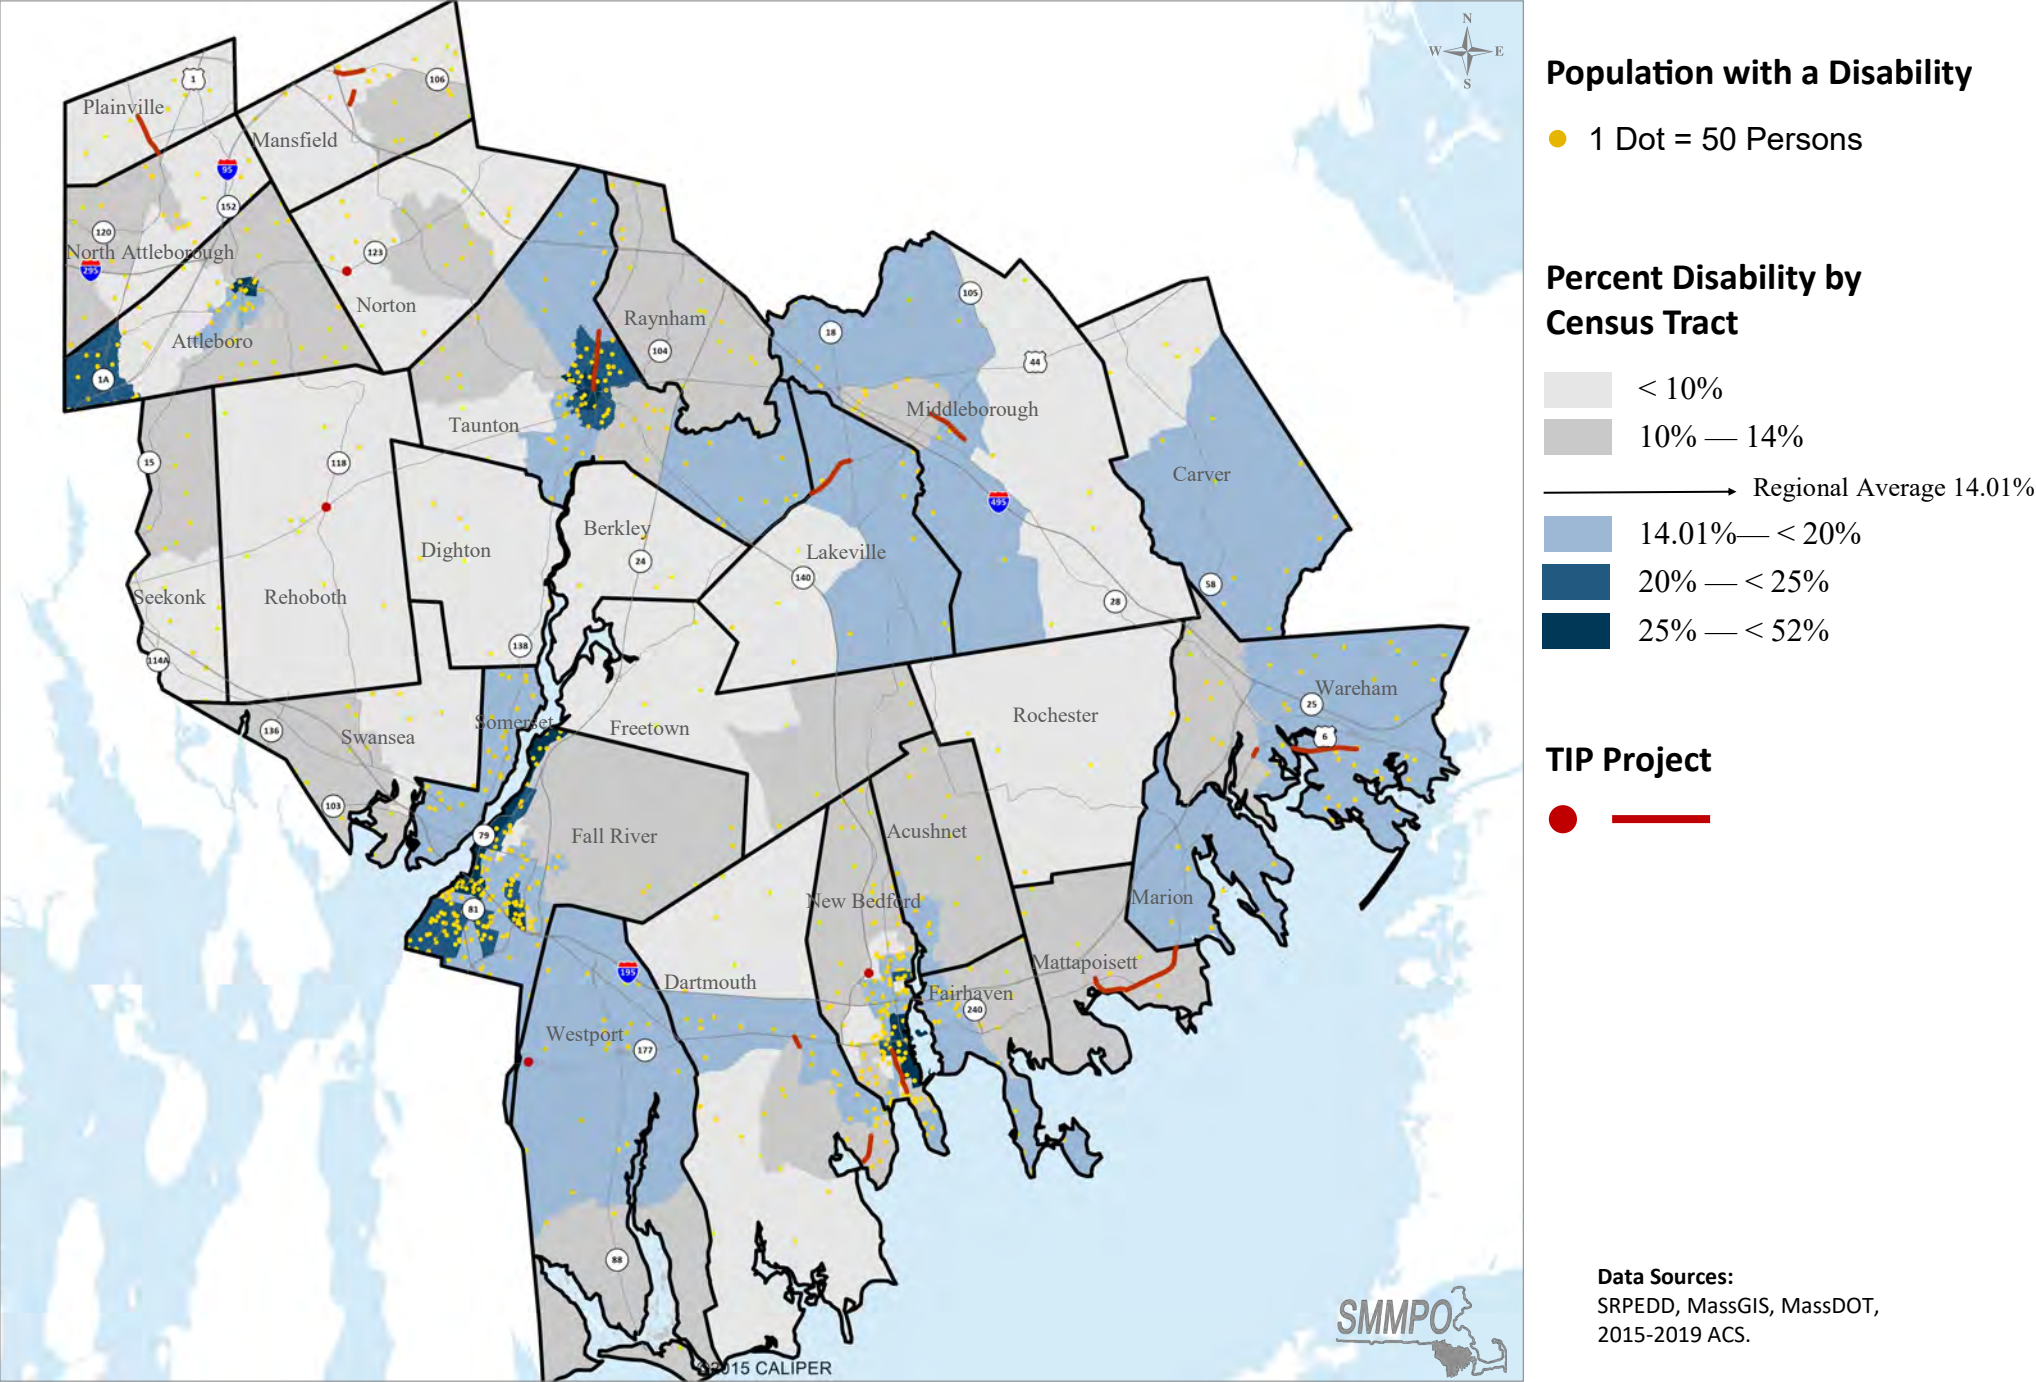 N
W E
S
1
106
Plainville
Mansfield
95
152
120
North Attleborough
123
295
Norton
105
Raynham
18
Attleboro
104
44
1A
Middleborough
Taunton
15
118
Carver
495
Berkley
Dighton
Lakeville
24
140
58
Seekonk
Rehoboth
28
138
114A
Wareham
25
Rochester
Somerset
136
Freetown
Swansea
6
103
79
Fall River
Acushnet
New Bedford
Marion
81
Mattapoisett
195
Dartmouth
Fairhaven
240
Westport
177
88
©2015 CALIPER
SMMPO
Population with a Disability
1 Dot = 50 Persons
Percent Disability by
Census Tract
< 10%
10% — 14%
Regional Average 14.01%
14.01%— < 20%
20% — < 25%
25% — < 52%
TIP Project
Data Sources:
SRPEDD, MassGIS, MassDOT,
2015-2019 ACS.